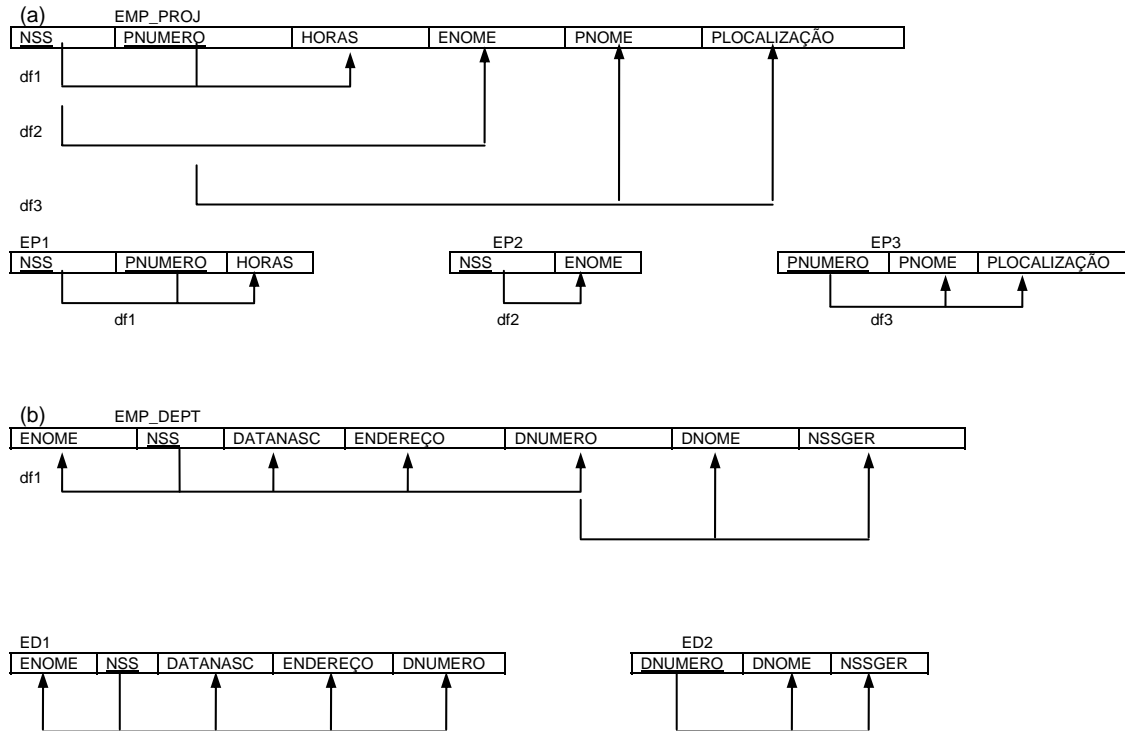 (a) EMP_PROJ
NSS PNUMERO HORAS ENOME PNOME PLOCALIZAÇÃO
df1
df2
df3
EP1 EP2 EP3
NSS PNUMERO HORAS NSS ENOME PNUMERO PNOME PLOCALIZAÇÃO
df1 df2 df3
(b) EMP_DEPT
ENOME NSS DATANASC ENDEREÇO DNUMERO DNOME NSSGER
df1
ED1 ED2
ENOME NSS DATANASC ENDEREÇO DNUMERO DNUMERO DNOME NSSGER